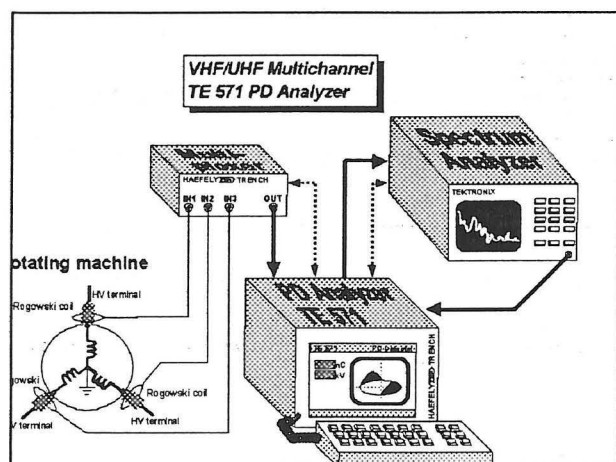 VHF/UHF Multichannel
TE 571 PD Analyzer
Spectrum
Analyzer
HAEFELY TRENCH
IN1 IN2 IN3 OUT
TEKTRONIX
otating machine
HV terminal
Rogowski coil
PD Analyzer
TE 571
nC
kV
HAEFELY TRENCH
ogowski
Rogowski coil
V terminal
HV terminal